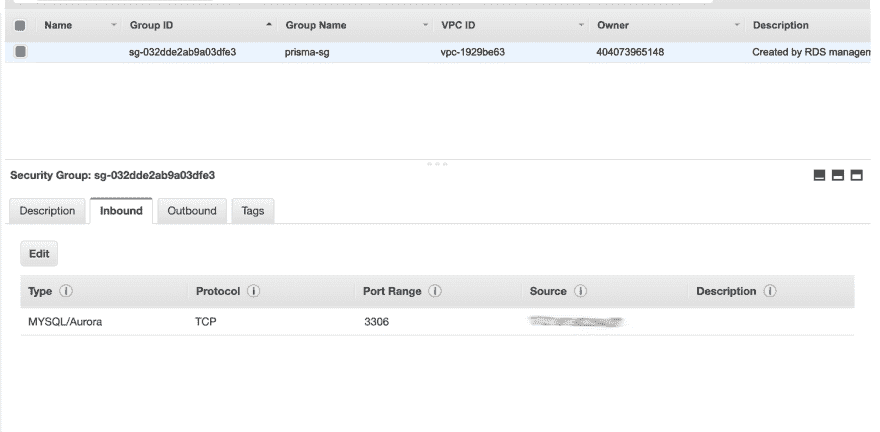 Name Group ID Group Name VPC ID Owner Description
sg-032dde2ab9a03dfe3 prisma-sg vpc-1929be63 404073965148 Created by RDS managem
Security Group: sg-032dde2ab9a03dfe3
Description Inbound Outbound Tags
Edit
Type Protocol Port Range Source Description
MYSQL/Aurora TCP 3306